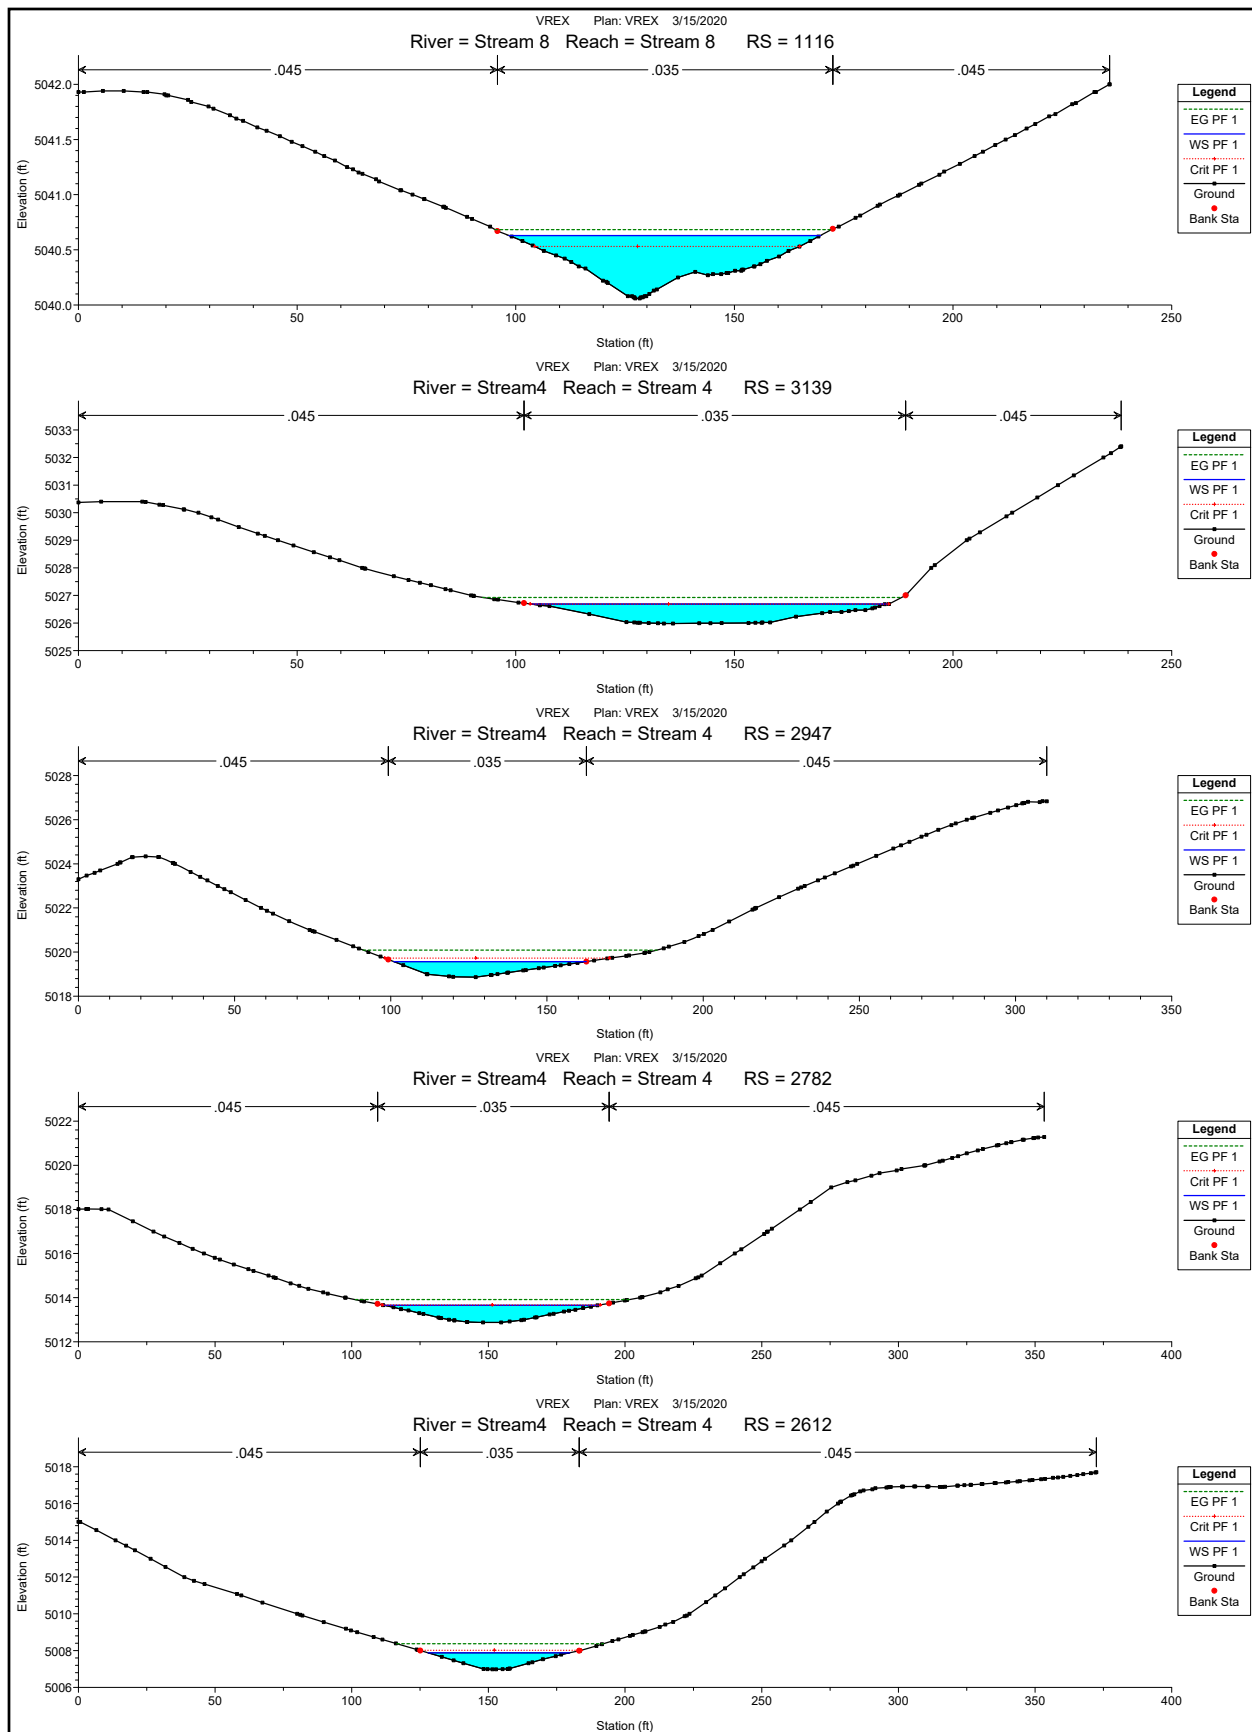 VREX Plan: VREX 3/15/2020
River = Stream 8 Reach = Stream 8 RS = 1116
.045 .035 .045
Elevation (ft)
5042.0
5041.5
5041.0
5040.5
5040.0
0 50 100 150 200 250
Station (ft)
Legend
EG PF 1
WS PF 1
Crit PF 1
Ground
Bank Sta
VREX Plan: VREX 3/15/2020
River = Stream4 Reach = Stream 4 RS = 3139
.045 .035 .045
Elevation (ft)
5033
5032
5031
5030
5029
5028
5027
5026
5025
0 50 100 150 200 250
Station (ft)
Legend
EG PF 1
WS PF 1
Crit PF 1
Ground
Bank Sta
VREX Plan: VREX 3/15/2020
River = Stream4 Reach = Stream 4 RS = 2947
.045 .035 .045
Elevation (ft)
5028
5026
5024
5022
5020
5018
0 50 100 150 200 250 300 350
Station (ft)
Legend
EG PF 1
Crit PF 1
WS PF 1
Ground
Bank Sta
VREX Plan: VREX 3/15/2020
River = Stream4 Reach = Stream 4 RS = 2782
.045 .035 .045
Elevation (ft)
5022
5020
5018
5016
5014
5012
0 50 100 150 200 250 300 350 400
Station (ft)
Legend
EG PF 1
Crit PF 1
WS PF 1
Ground
Bank Sta
VREX Plan: VREX 3/15/2020
River = Stream4 Reach = Stream 4 RS = 2612
.045 .035 .045
Elevation (ft)
5018
5016
5014
5012
5010
5008
5006
0 50 100 150 200 250 300 350 400
Station (ft)
Legend
EG PF 1
Crit PF 1
WS PF 1
Ground
Bank Sta